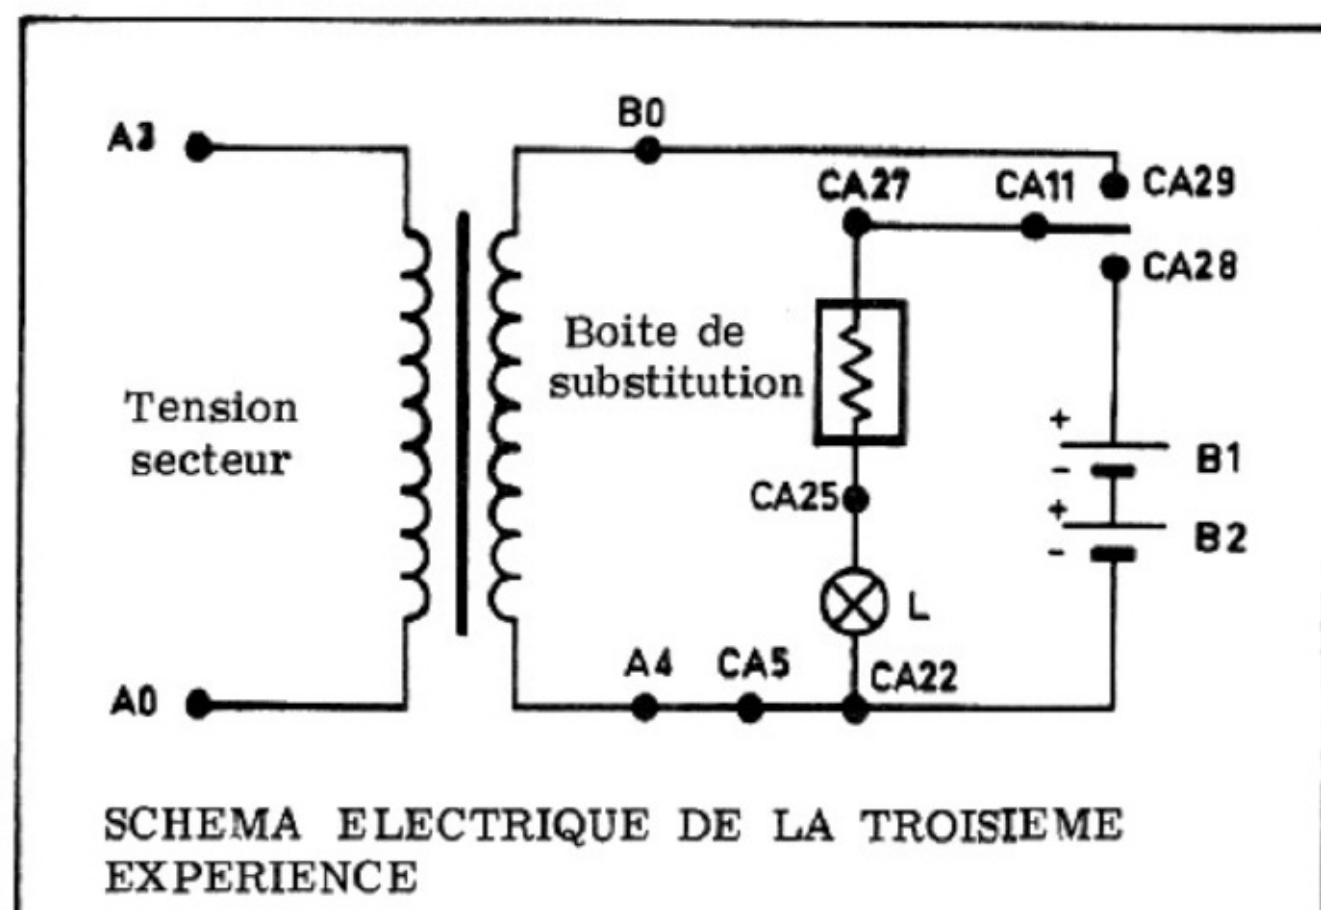 B0
A3
CA27
CA11
CA29
CA28
Boite de
substitution
Tension
secteur
+
-
B1
+
-
B2
CA25
L
A4
CA5
CA22
A0
SCHEMA ELECTRIQUE DE LA TROISIEME
EXPERIENCE